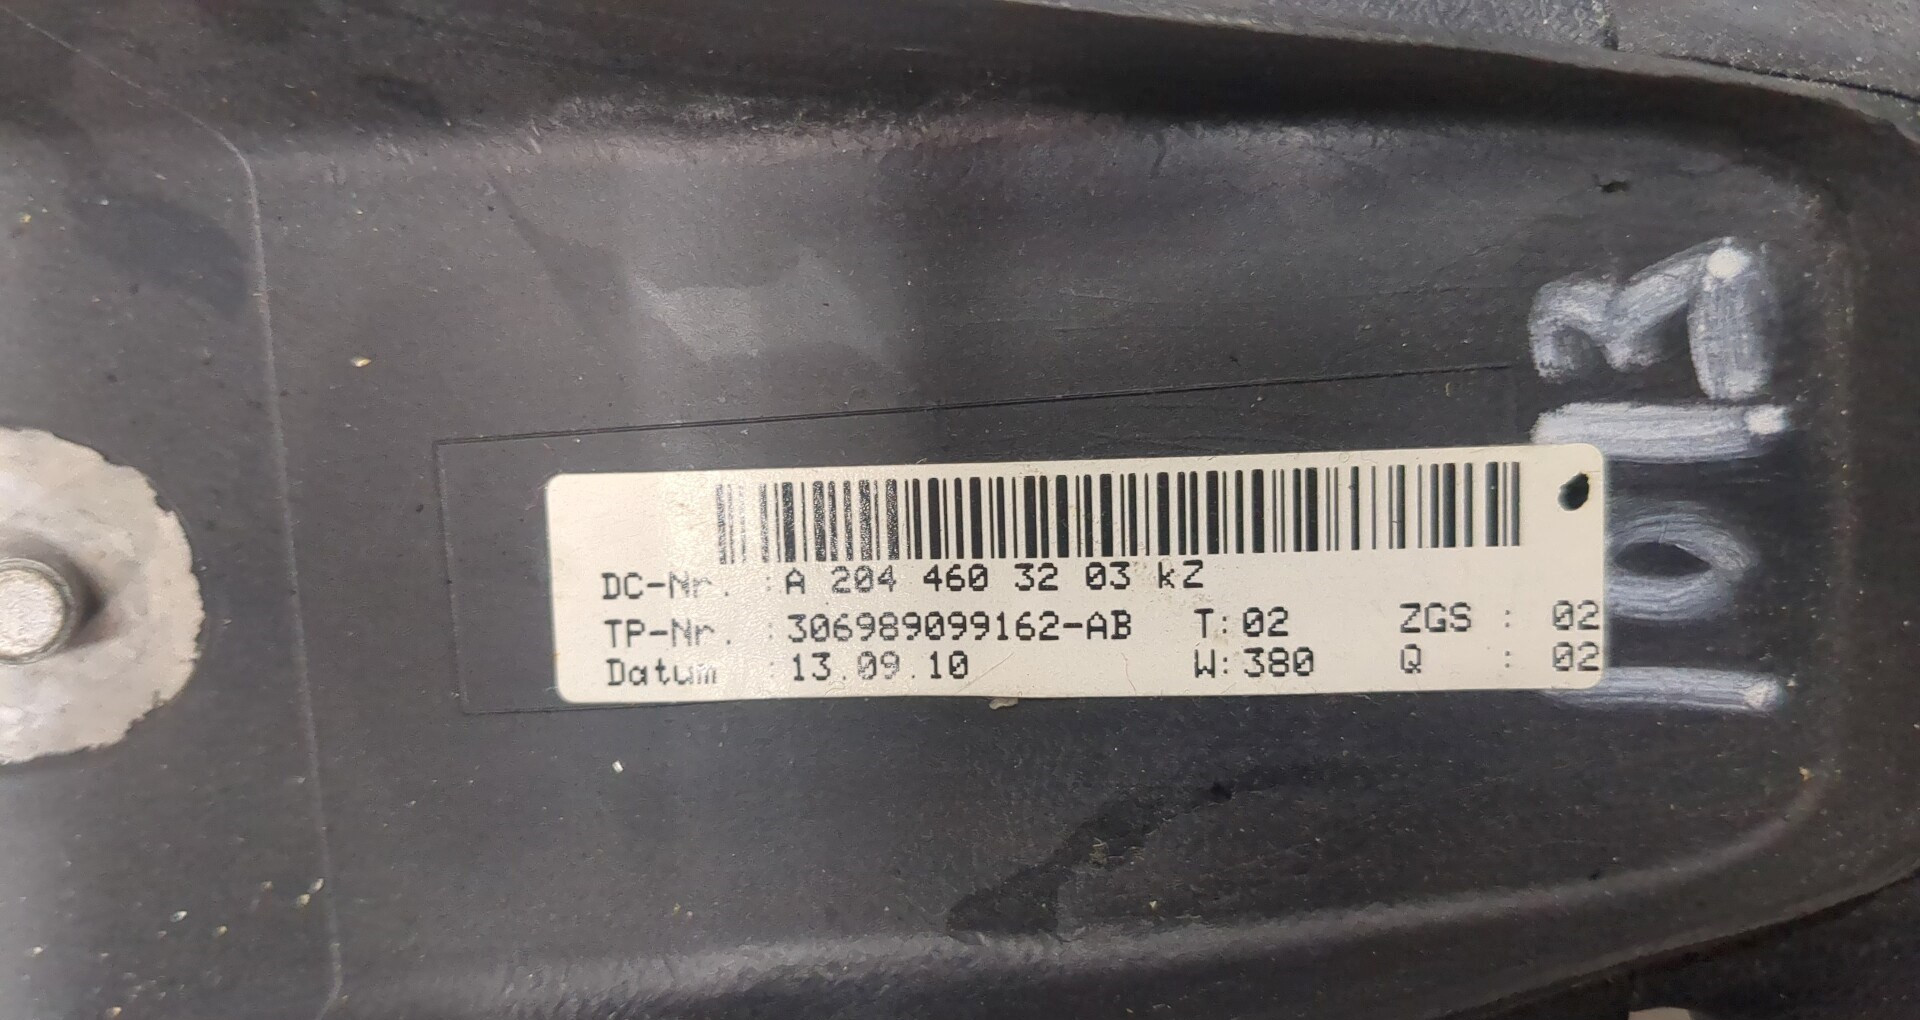 DC-Nr. : A 204 460 32 03 kZ
TP-Nr. : 306989099162-AB T: 02 ZGS : 02
Datum : 13.09.10 W: 380 Q : 02